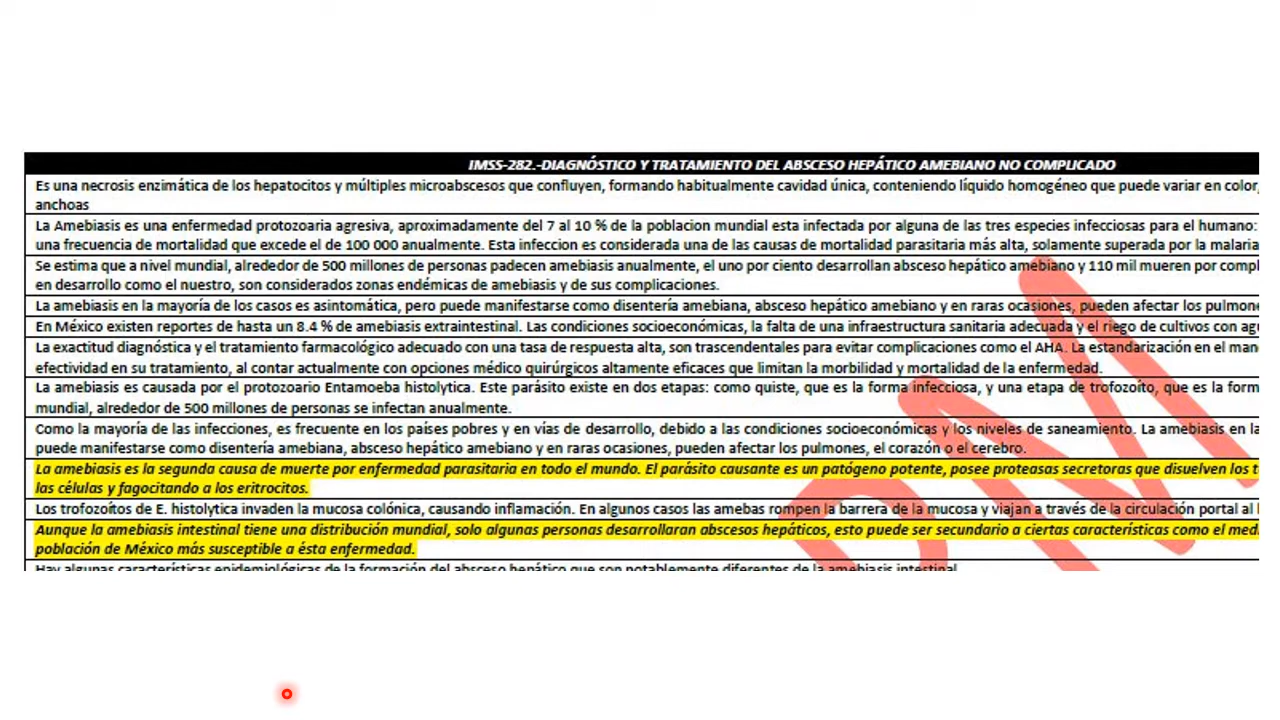 IMSS-282.-DIAGNÓSTICO Y TRATAMIENTO DEL ABSCESO HEPÁTICO AMEBIANO NO COMPLICADO
Es una necrosis enzimática de los hepatocitos y múltiples microabscesos que confluyen, formando habitualmente cavidad única, conteniendo líquido homogéneo que puede variar en color,
anchoas
La Amebiasis es una enfermedad protozoaria agresiva, aproximadamente del 7 al 10 % de la poblacion mundial esta infectada por alguna de las tres especies infecciosas para el humano:
una frecuencia de mortalidad que excede el de 100 000 anualmente. Esta infeccion es considerada una de las causas de mortalidad parasitaria más alta, solamente superada por la malaria
Se estima que a nivel mundial, alrededor de 500 millones de personas padecen amebiasis anualmente, el uno por ciento desarrollan absceso hepático amebiano y 110 mil mueren por
en desarrollo como el nuestro, son considerados zonas endémicas de amebiasis y de sus complicaciones.
La amebiasis en la mayoría de los casos es asintomática, pero puede manifestarse como disentería amebiana, absceso hepático amebiano y en raras ocasiones, pueden afectar los
En México existen reportes de hasta un 8.4 % de amebiasis extraintestinal. Las condiciones socioeconómicas, la falta de una infraestructura sanitaria adecuada y el riego de cultivos con
La exactitud diagnóstica y el tratamiento farmacológico adecuado con una tasa de respuesta alta, son trascendentales para evitar complicaciones como el AHA. La estandarización en el
efectividad en su tratamiento, al contar actualmente con opciones médico quirúrgicos altamente eficaces que limitan la morbilidad y mortalidad de la enfermedad.
La amebiasis es causada por el protozoario Entamoeba histolytica. Este parásito existe en dos etapas: como quiste, que es la forma infecciosa, y una etapa de trofozoíto, que es la
mundial, alrededor de 500 millones de personas se infectan anualmente.
Como la mayoría de las infecciones, es frecuente en los países pobres y en vías de desarrollo, debido a las condiciones socioeconómicas y los niveles de saneamiento. La amebiasis en
puede manifestarse como disentería amebiana, absceso hepático amebiano y en raras ocasiones, pueden afectar los pulmones, el corazón o el cerebro.
La amebiasis es la segunda causa de muerte por enfermedad parasitaria en todo el mundo. El parásito causante es un patógeno potente, posee proteasas secretoras que disuelven los
las células y fagocitando a los eritrocitos.
Los trofozoítos de E. histolytica invaden la mucosa colónica, causando inflamación. En algunos casos las amebas rompen la barrera de la mucosa y viajan a través de la circulación portal al
Aunque la amebiasis intestinal tiene una distribución mundial, solo algunas personas desarrollaran abscesos hepáticos, esto puede ser secundario a ciertas características como el
población de México más susceptible a ésta enfermedad.
Hay algunas características epidemiológicas de la formación del absceso hepático que son notablemente diferentes de la amebiasis intestinal.